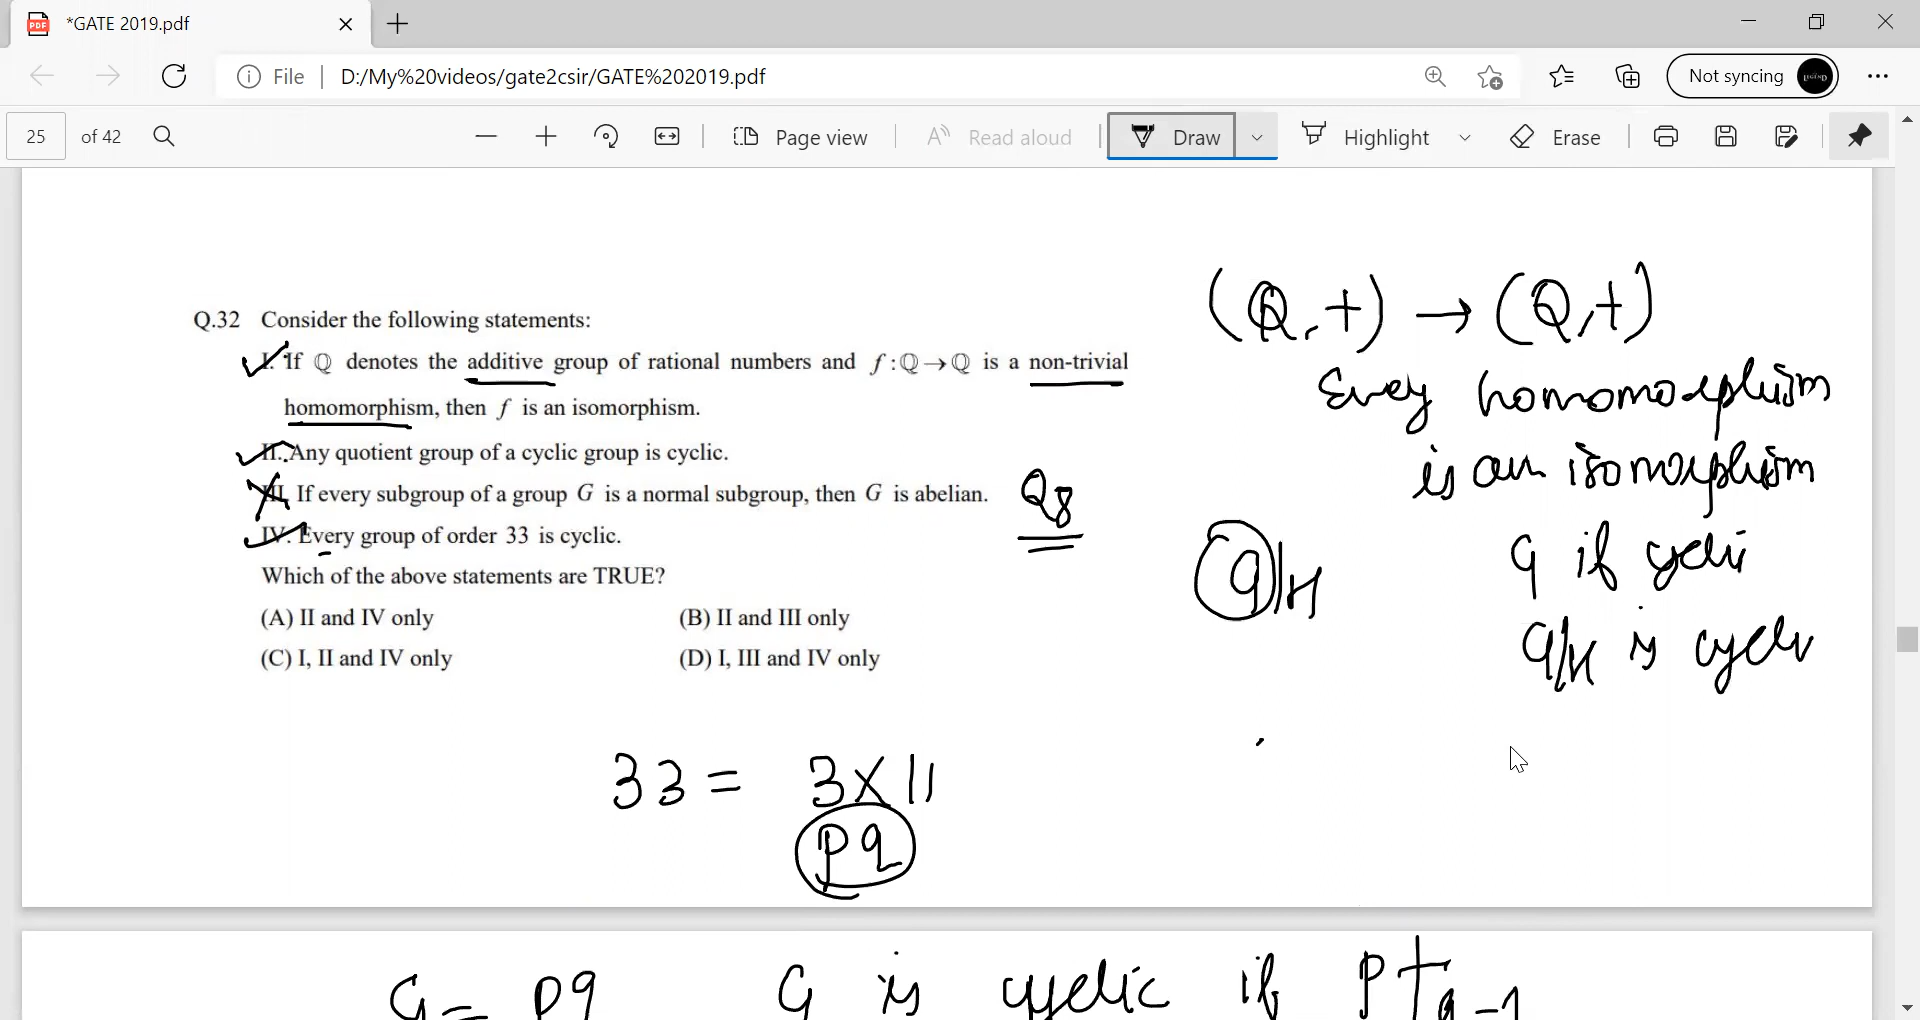 *GATE 2019.pdf
File D:/My%20videos/gate2csir/GATE%202019.pdf Not syncing
25 of 42 Page view Read aloud Draw Highlight Erase
Q.32 Consider the following statements:
I. If ℚ denotes the additive group of rational numbers and f:ℚ→ℚ is a non-trivial
homomorphism, then f is an isomorphism.
II. Any quotient group of a cyclic group is cyclic.
III. If every subgroup of a group G is a normal subgroup, then G is abelian.
IV. Every group of order 33 is cyclic.
Which of the above statements are TRUE?
(A) II and IV only (B) II and III only
(C) I, II and IV only (D) I, III and IV only
(Q,+) → (Q,+)
Every homomorphism
is an isomorphism
Q8
G/H
G if cyclic
G/H is cyclic
33 = 3×11
pq
G = pq G is cyclic if p∤q-1